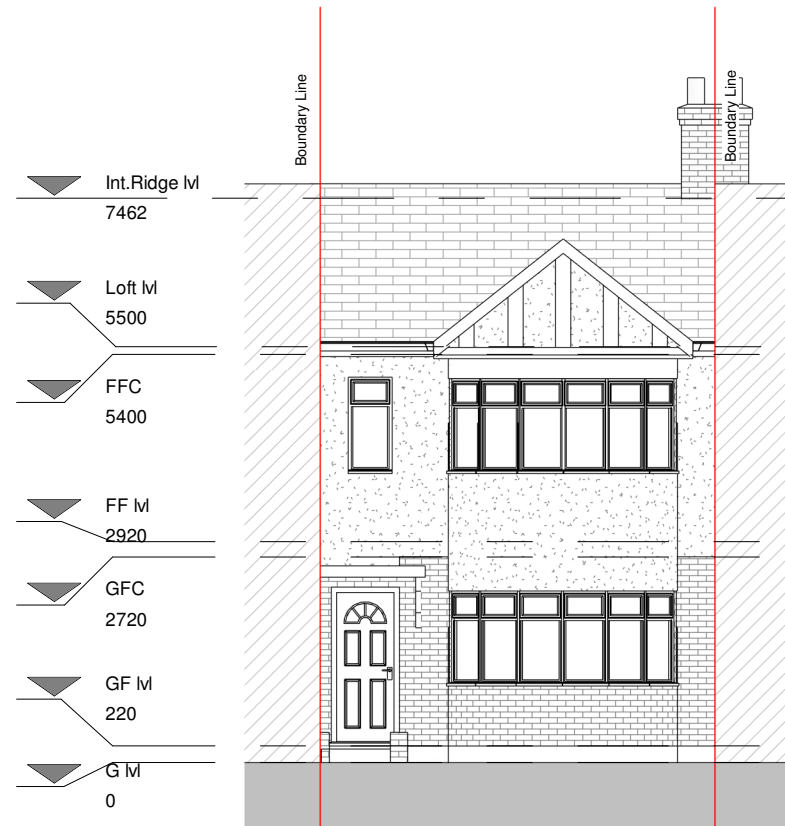 Boundary Line
Boundary Line
Int.Ridge lvl
7462
Loft lvl
5500
FFC
5400
FF lvl
2920
GFC
2720
GF lvl
220
G lvl
0